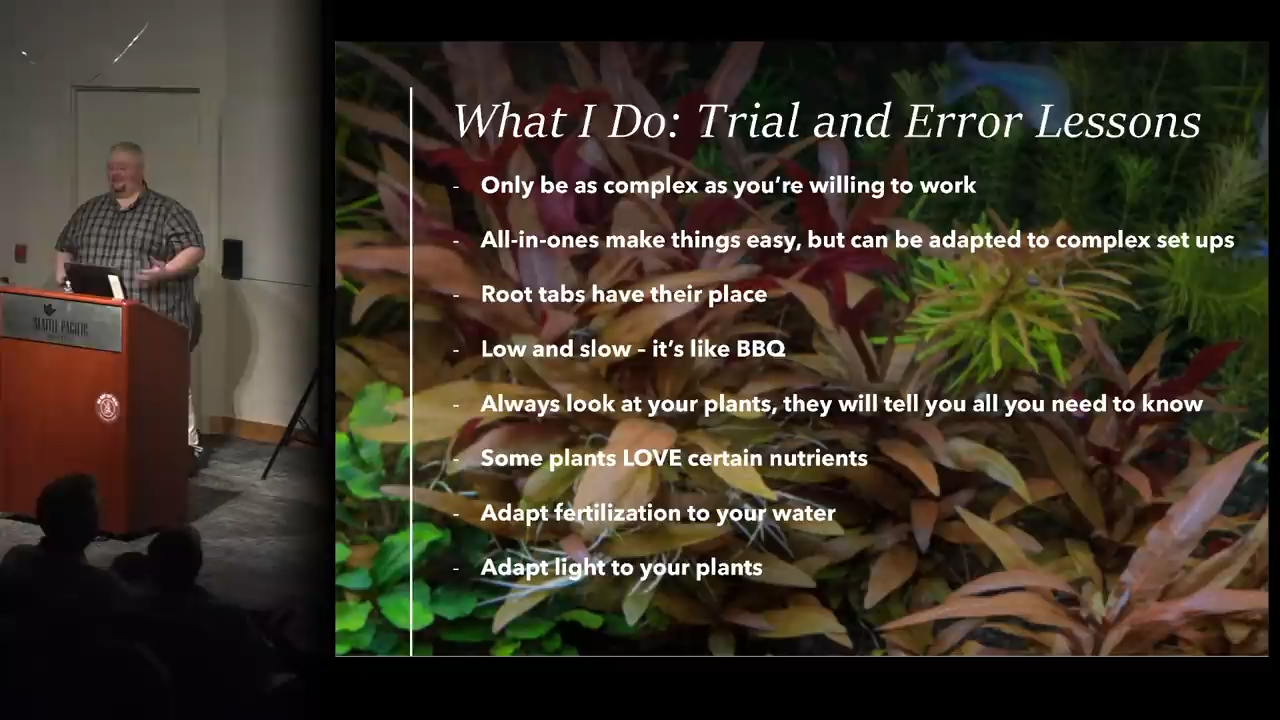 What I Do: Trial and Error Lessons
- Only be as complex as you're willing to work
- All-in-ones make things easy, but can be adapted to complex set ups
- Root tabs have their place
- Low and slow – it's like BBQ
- Always look at your plants, they will tell you all you need to know
- Some plants LOVE certain nutrients
- Adapt fertilization to your water
- Adapt light to your plants
SEATTLE PACIFIC